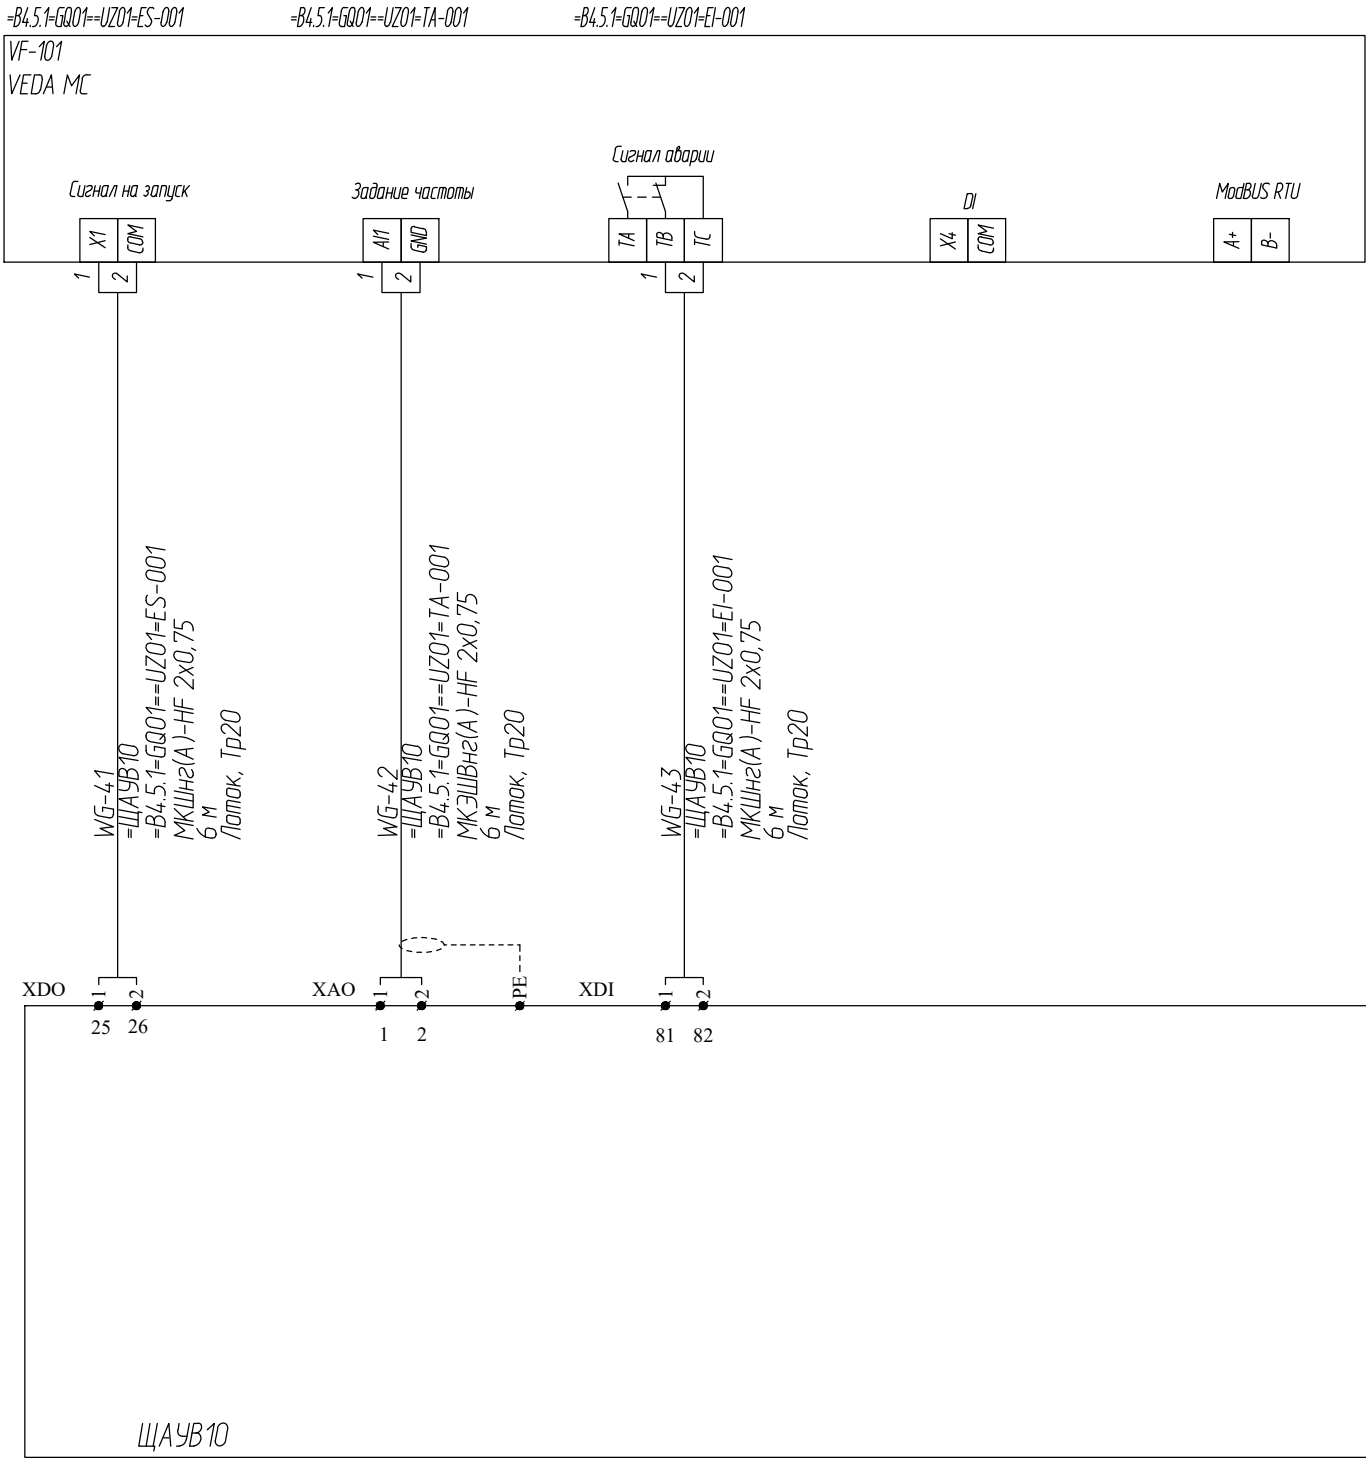 =B4.5.1=GQ01==UZ01=ES-001
=B4.5.1=GQ01==UZ01=TA-001
=B4.5.1=GQ01==UZ01=EI-001
VF-101
VEDA MC
Сигнал на запуск
Задание частоты
Сигнал аварии
DI
ModBUS RTU
X1
COM
AI1
GND
TA
TB
TC
X4
COM
A+
B-
1
2
1
2
1
2
WG-41
=ЩАУВ10
=B4.5.1=GQ01==UZ01=ES-001
МКШнг(А)-HF 2х0,75
6 м
Лоток, Тр20
WG-42
=ЩАУВ10
=B4.5.1=GQ01==UZ01=TA-001
МКЭШВнг(А)-HF 2х0,75
6 м
Лоток, Тр20
WG-43
=ЩАУВ10
=B4.5.1=GQ01==UZ01=EI-001
МКШнг(А)-HF 2х0,75
6 м
Лоток, Тр20
XDO
1
2
XAO
1
2
PE
XDI
1
2
25
26
1
2
81
82
ЩАУВ10